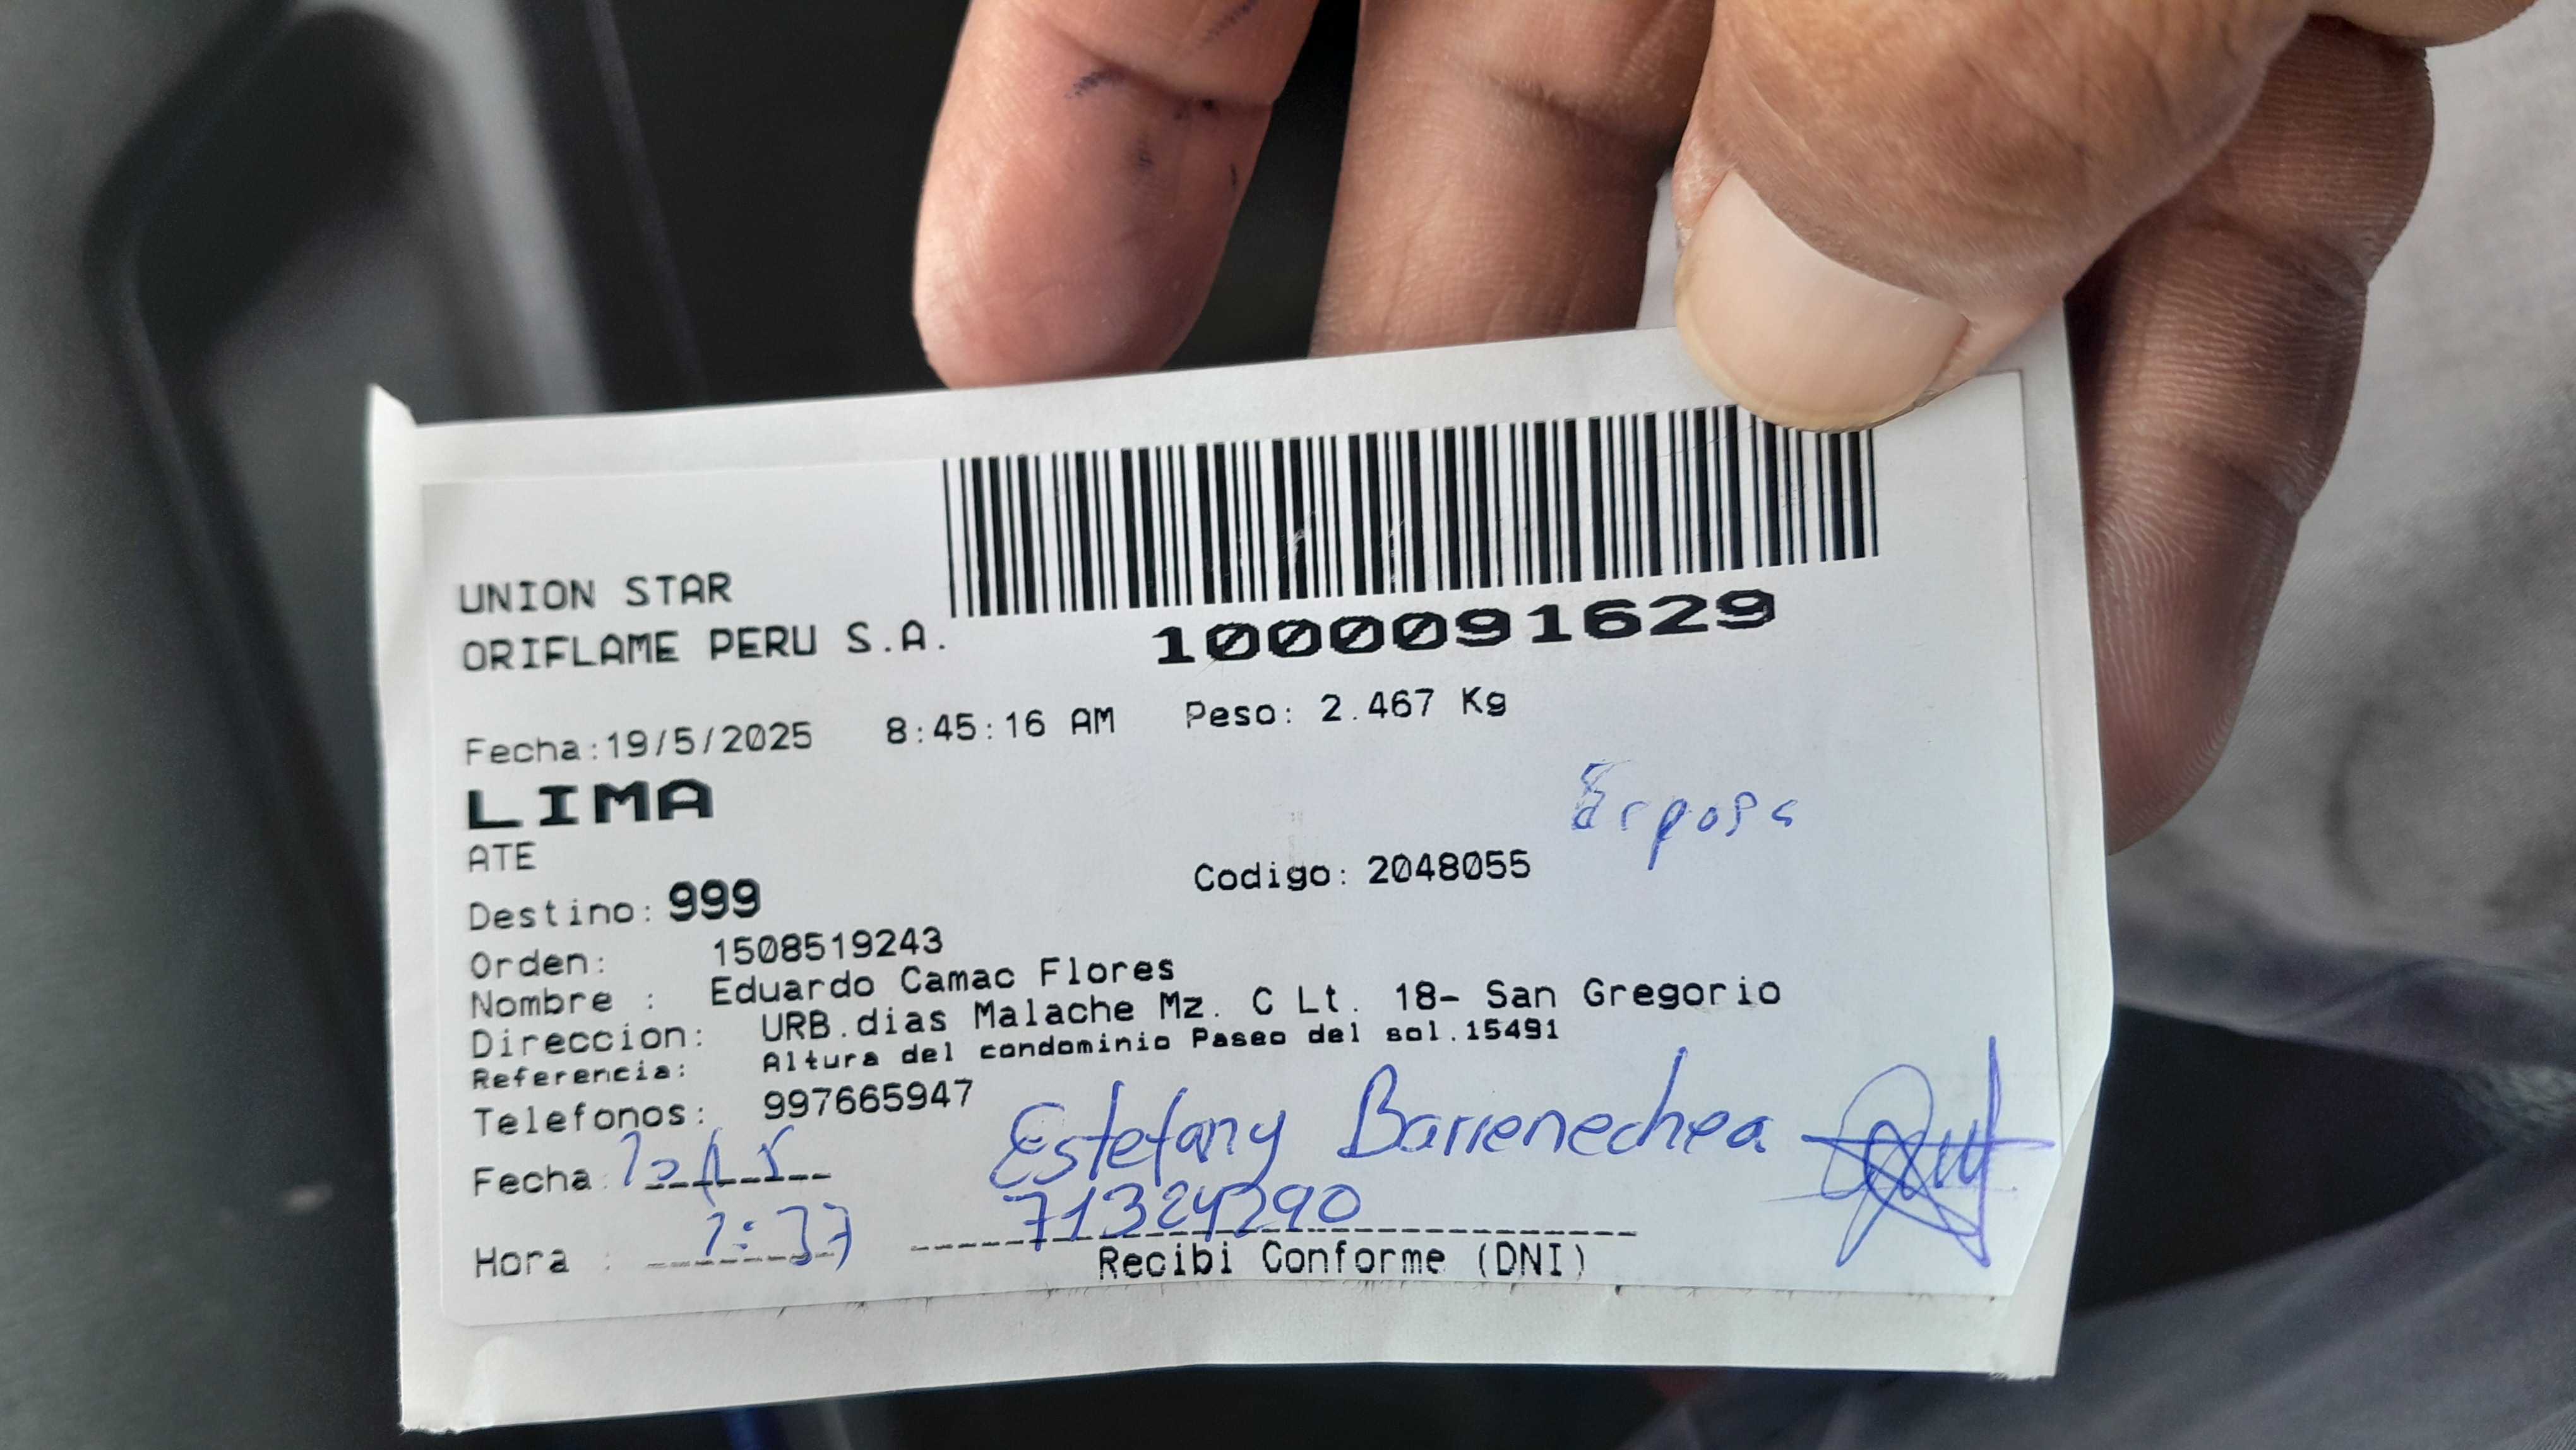 UNION STAR
ORIFLAME PERU S.A.
1000091629
Fecha:19/5/2025 8:45:16 AM Peso: 2.467 Kg
LIMA
Esposa
ATE
Codigo: 2048055
Destino: 999
Orden: 1508519243
Nombre : Eduardo Camac Flores
Direccion: URB.dias Malache Mz. C Lt. 18- San Gregorio
Referencia: Altura del condominio Paseo del sol.15491
Telefonos: 997665947
Estefany Barrenechea
Fecha:
71324290
Hora :
Recibi Conforme (DNI)